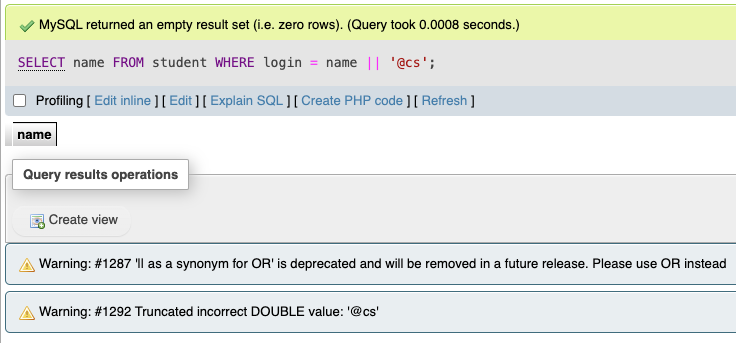 MySQL returned an empty result set (i.e. zero rows). (Query took 0.0008 seconds.)
SELECT name FROM student WHERE login = name || '@cs';
Profiling [ Edit inline ] [ Edit ] [ Explain SQL ] [ Create PHP code ] [ Refresh ]
name
Query results operations
Create view
Warning: #1287 'll as a synonym for OR' is deprecated and will be removed in a future release. Please use OR instead
Warning: #1292 Truncated incorrect DOUBLE value: '@cs'